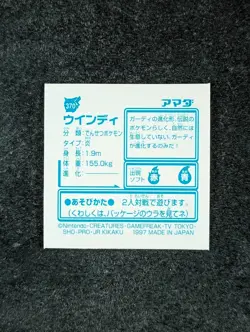 370
アマダ
ウインディ
分 類 でんせつポケモン
タイプ:炎
身 長:1.9m
体 重:155.0kg
進 化:――
ガーディの進化形。伝説の
ポケモンらしく、自然には
生息していない。ガーディ
が進化するのみだ!
出現
ソフト
赤
青
●あそびかた● 2人対戦で遊びます。
(くわしくは、パッケージのウラを見てネ)
©Nintendo・CREATURES・GAMEFREAK・TV TOKYO・
SHO-PRO・JR KIKAKU 1997 MADE IN JAPAN